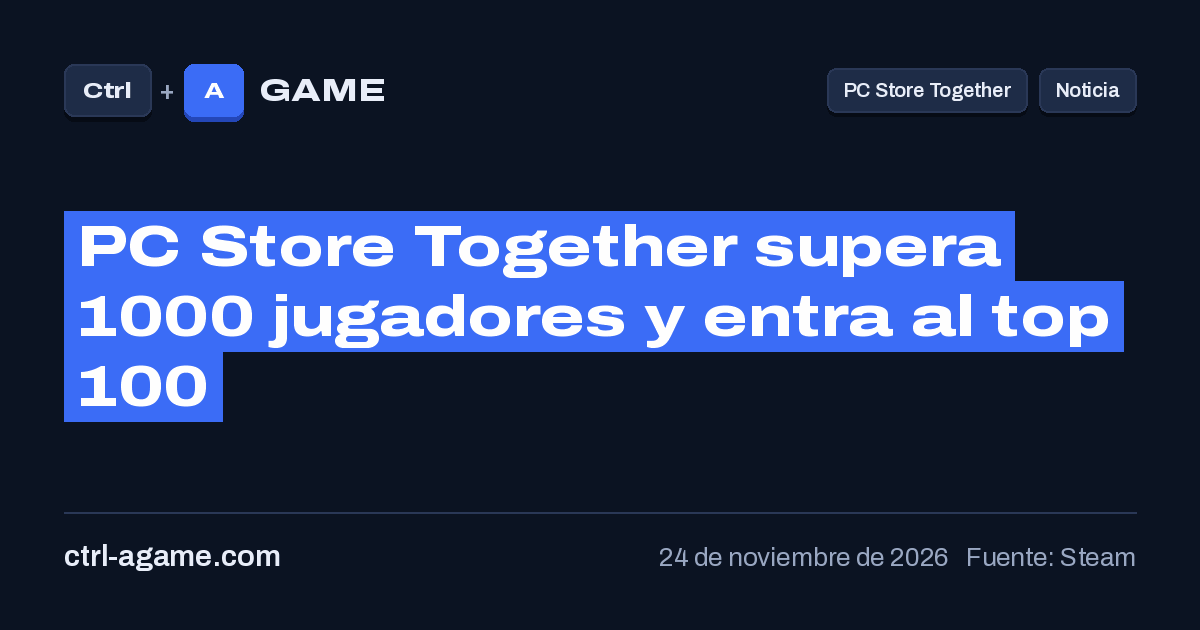 Ctrl + A GAME
PC Store Together Noticia
PC Store Together supera
1000 jugadores y entra al top
100
ctrl-agame.com
24 de noviembre de 2026 Fuente: Steam